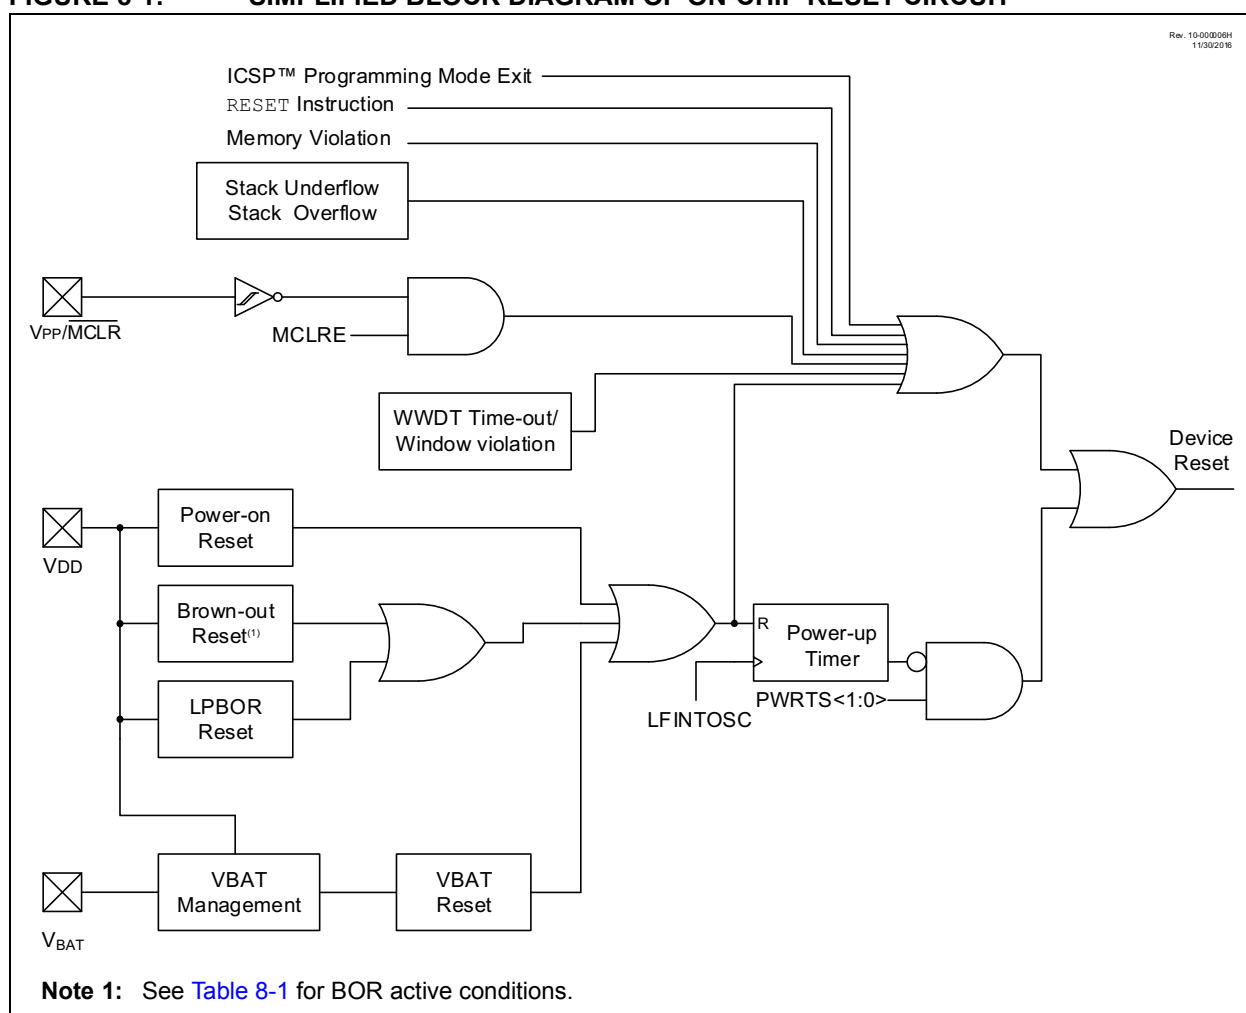 FIGURE 8-1: SIMPLIFIED BLOCK DIAGRAM OF ON-CHIP RESET CIRCUIT
Rev. 10-000006H
11/30/2016
ICSP™ Programming Mode Exit
RESET Instruction
Memory Violation
Stack Underflow
Stack Overflow
VPP/MCLR
MCLRE
WWDT Time-out/
Window violation
Device
Reset
Power-on
Reset
VDD
Brown-out
Reset(1)
R
Power-up
Timer
LPBOR
Reset
PWRTS<1:0>
LFINTOSC
VBAT
Management
VBAT
Reset
VBAT
Note 1: See Table 8-1 for BOR active conditions.